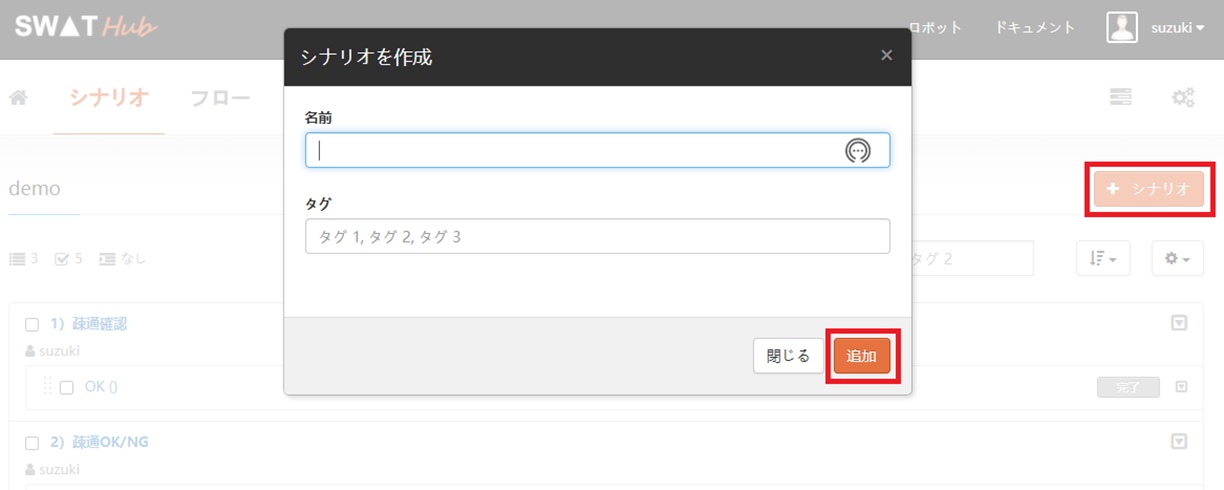 SWAT Hub
ロボット
ドキュメント
suzuki
シナリオを作成
×
シナリオ
フロー
名前
demo
シナリオ
タグ
タグ 1, タグ 2, タグ 3
3
5
なし
タグ 2
1）疎通確認
suzuki
閉じる
追加
OK ()
完了
2）疎通OK/NG
suzuki